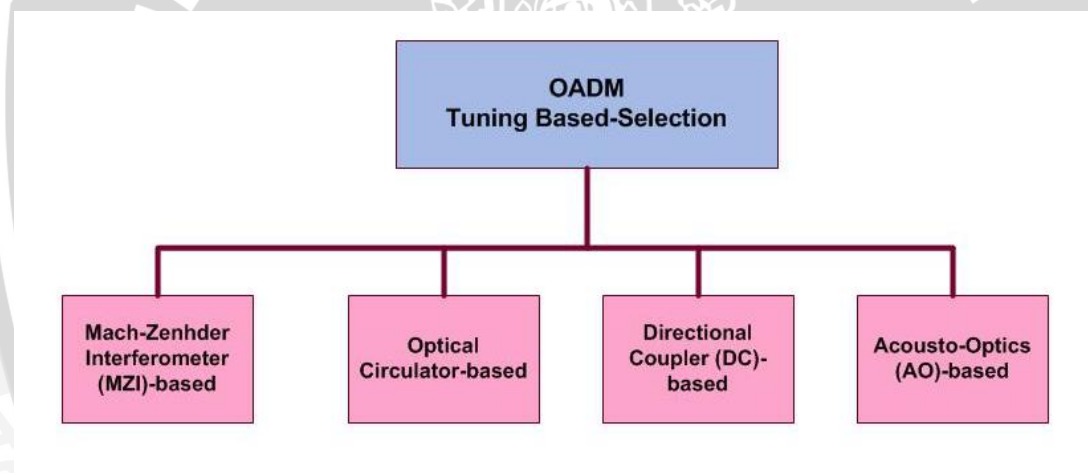 OADM
Tuning Based-Selection
Mach-Zenhder
Interferometer
(MZI)-based
Optical
Circulator-based
Directional
Coupler (DC)-
based
Acousto-Optics
(AO)-based